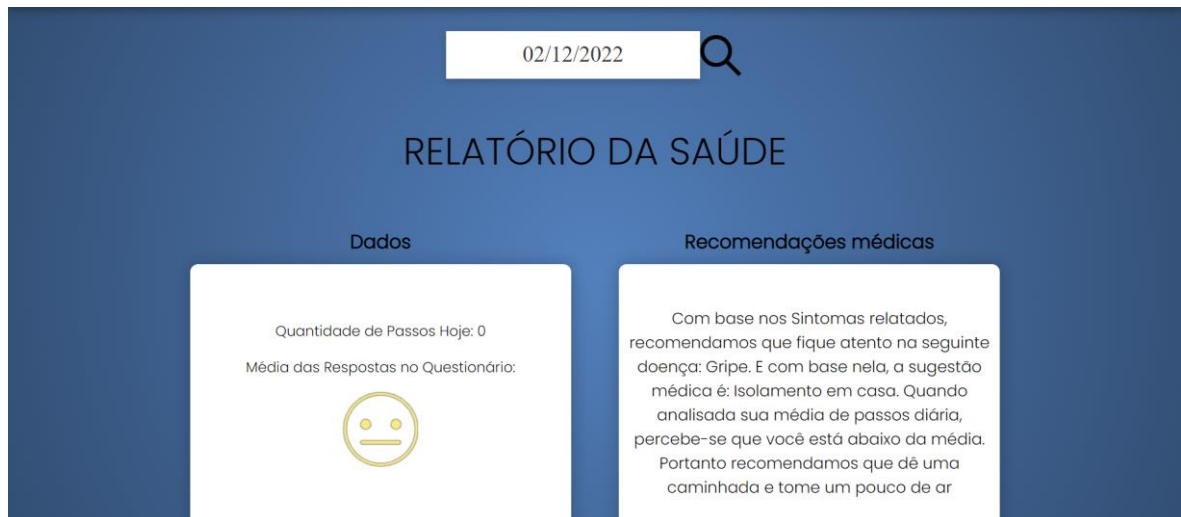 02/12/2022
RELATÓRIO DA SAÚDE
Dados
Quantidade de Passos Hoje: 0
Média das Respostas no Questionário:
Recomendações médicas
Com base nos Sintomas relatados,
recomendamos que fique atento na seguinte
doença: Gripe. E com base nela, a sugestão
médica é: Isolamento em casa. Quando
analisada sua média de passos diária,
percebe-se que você está abaixo da média.
Portanto recomendamos que dê uma
caminhada e tome um pouco de ar